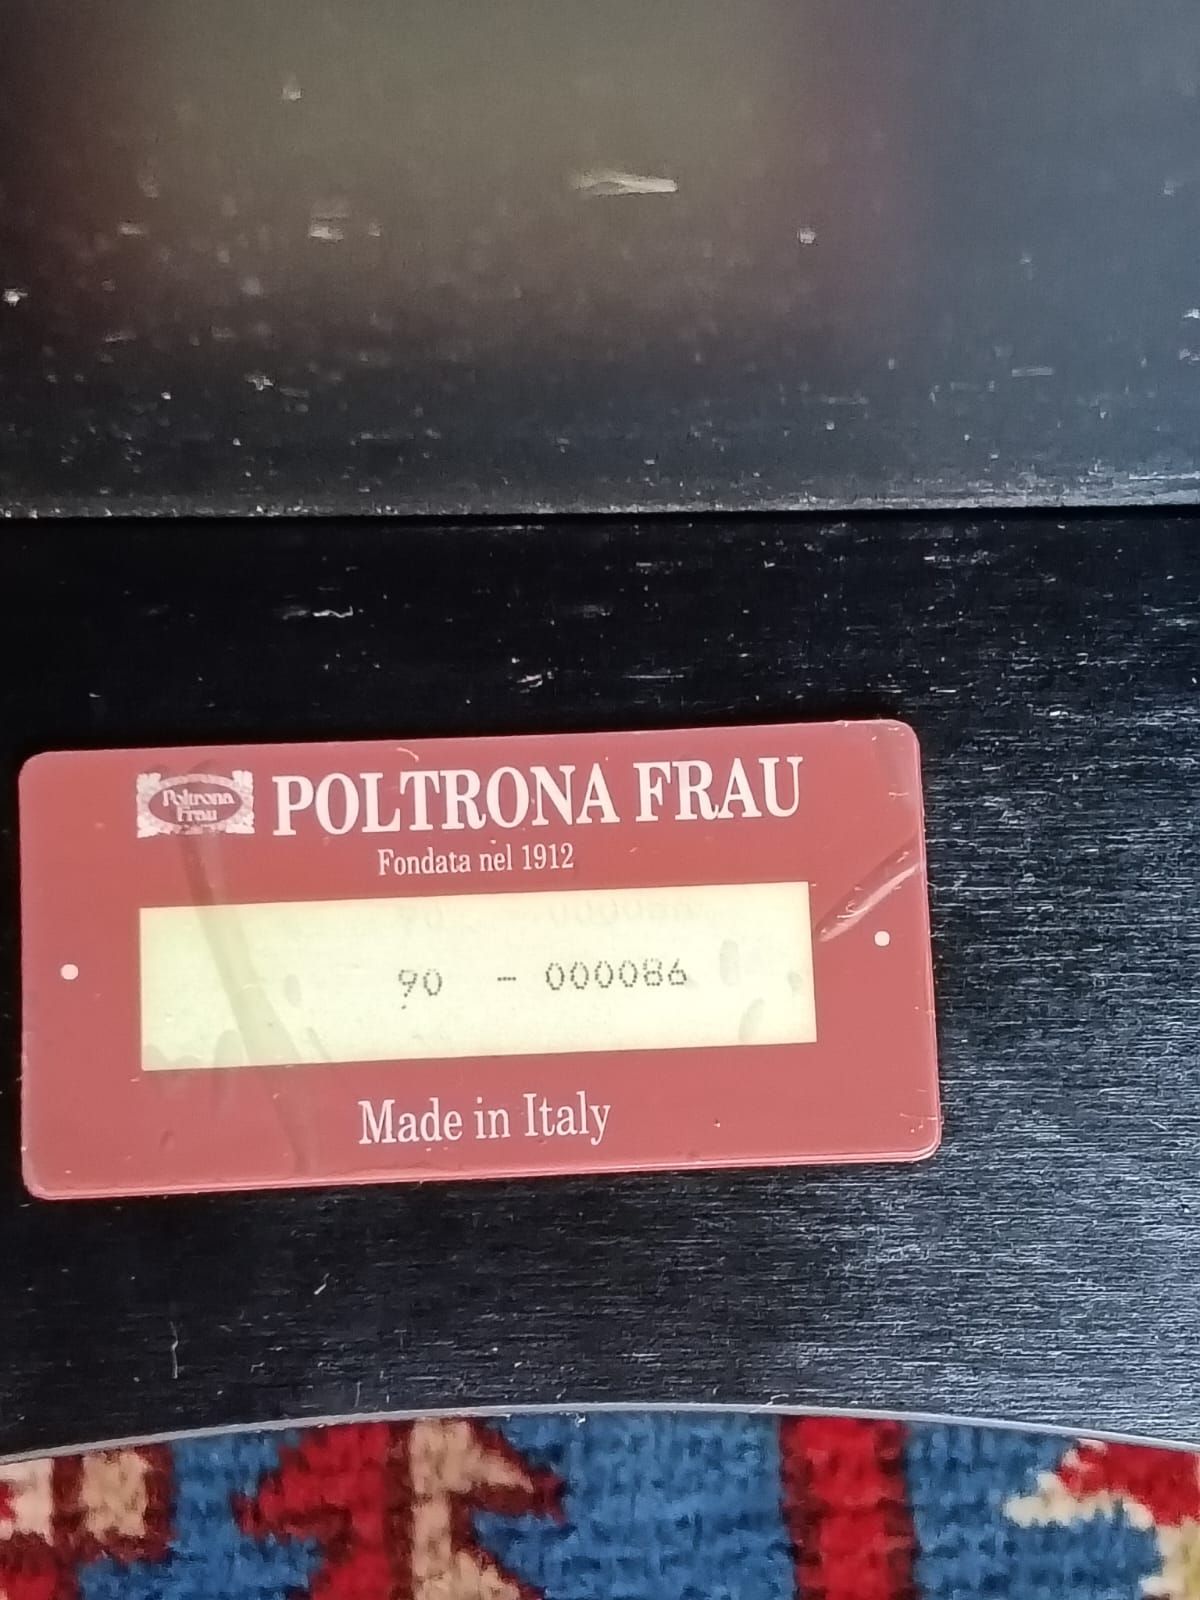 Poltrona
Frau
POLTRONA FRAU
Fondata nel 1912
90 - 000086
Made in Italy